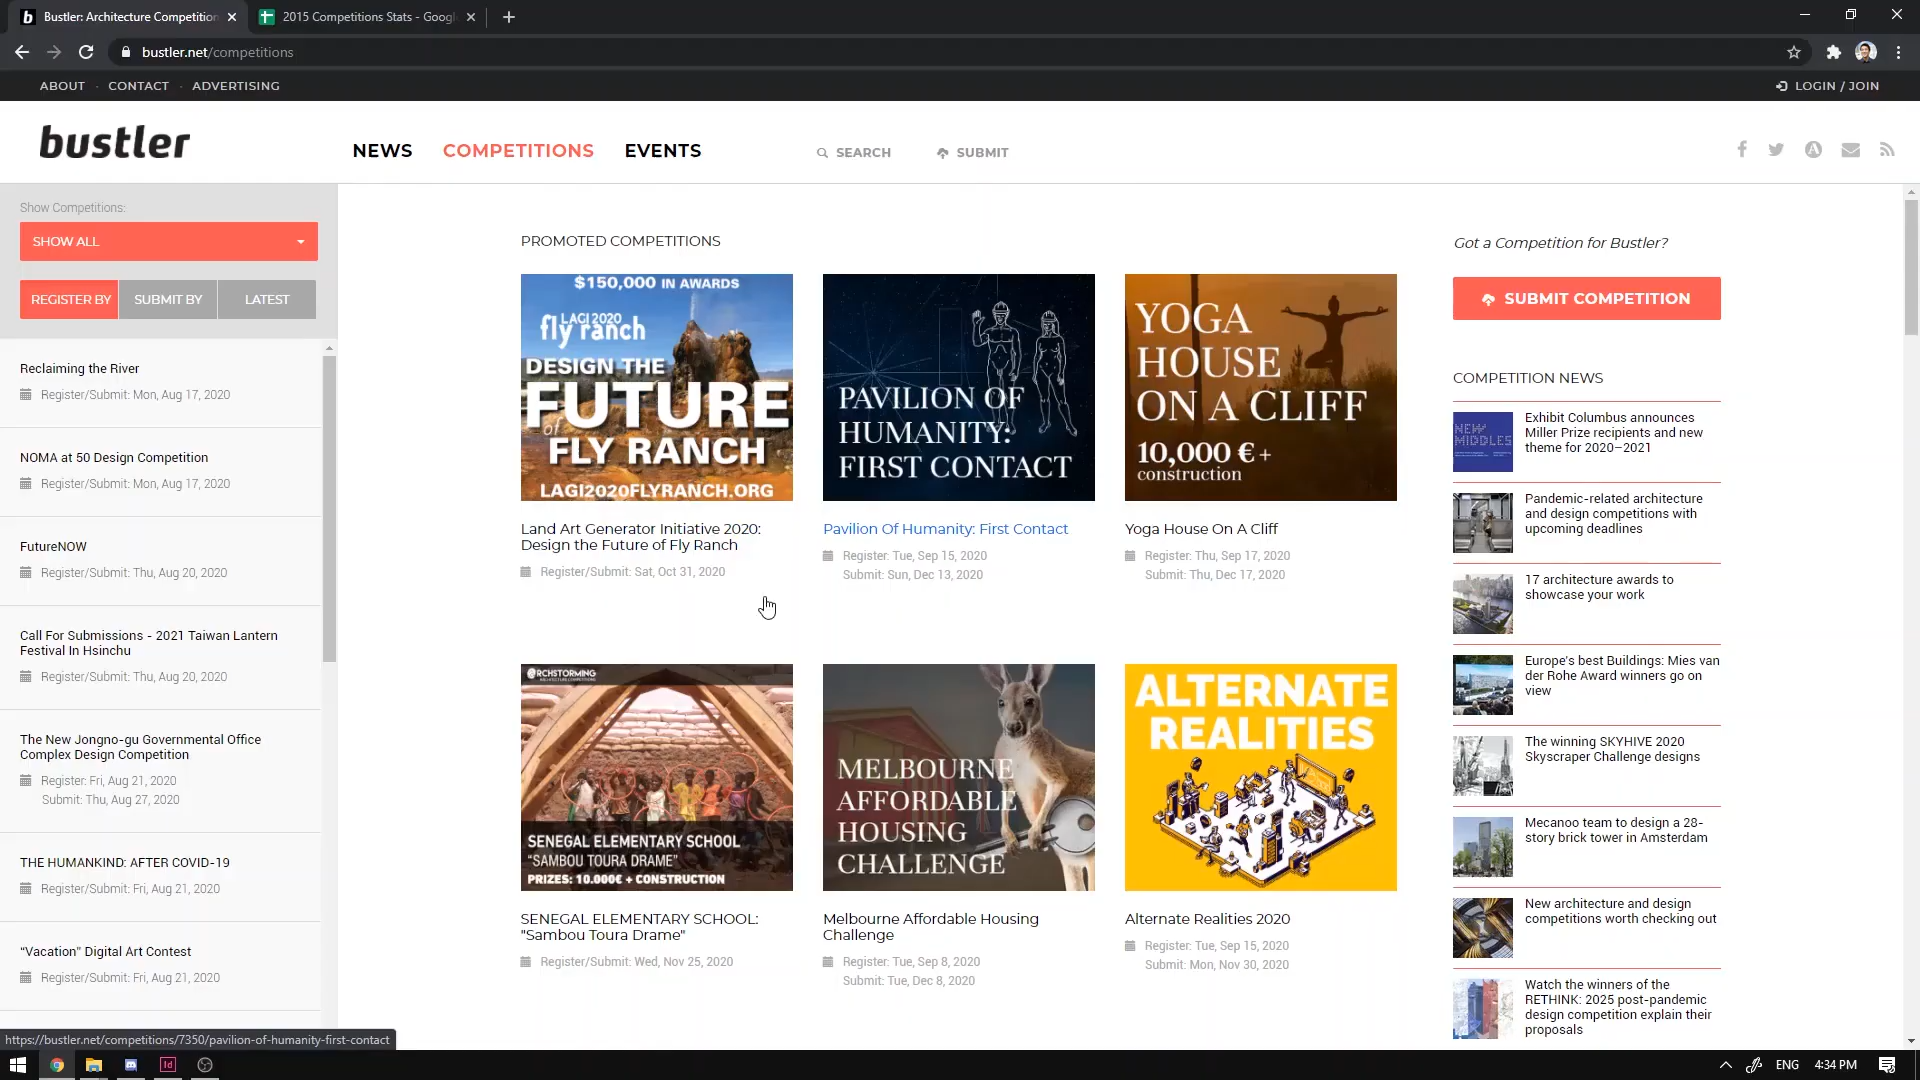 Bustler: Architecture Competition
2015 Competitions Stats - Googl
bustler.net/competitions
ABOUT · CONTACT · ADVERTISING
LOGIN / JOIN
bustler
NEWS
COMPETITIONS
EVENTS
SEARCH
SUBMIT
Show Competitions:
SHOW ALL
REGISTER BY
SUBMIT BY
LATEST
Reclaiming the River
Register/Submit: Mon, Aug 17, 2020
NOMA at 50 Design Competition
Register/Submit: Mon, Aug 17, 2020
FutureNOW
Register/Submit: Thu, Aug 20, 2020
Call For Submissions - 2021 Taiwan Lantern
Festival In Hsinchu
Register/Submit: Thu, Aug 20, 2020
The New Jongno-gu Governmental Office
Complex Design Competition
Register: Fri, Aug 21, 2020
Submit: Thu, Aug 27, 2020
THE HUMANKIND: AFTER COVID-19
Register/Submit: Fri, Aug 21, 2020
“Vacation” Digital Art Contest
Register/Submit: Fri, Aug 21, 2020
PROMOTED COMPETITIONS
$150,000 IN AWARDS
LAGI 2020
fly ranch
DESIGN THE
FUTURE
of
FLY RANCH
LAGI2020FLYRANCH.ORG
Land Art Generator Initiative 2020:
Design the Future of Fly Ranch
Register/Submit: Sat, Oct 31, 2020
PAVILION OF
HUMANITY:
FIRST CONTACT
Pavilion Of Humanity: First Contact
Register: Tue, Sep 15, 2020
Submit: Sun, Dec 13, 2020
YOGA
HOUSE
ON A CLIFF
10,000 € +
construction
Yoga House On A Cliff
Register: Thu, Sep 17, 2020
Submit: Thu, Dec 17, 2020
ARCHSTORMING
ARCHITECTURE COMPETITIONS
SENEGAL ELEMENTARY SCHOOL
“SAMBOU TOURA DRAME”
PRIZES: 10.000€ + CONSTRUCTION
SENEGAL ELEMENTARY SCHOOL:
"Sambou Toura Drame"
Register/Submit: Wed, Nov 25, 2020
MELBOURNE
AFFORDABLE
HOUSING
CHALLENGE
Melbourne Affordable Housing
Challenge
Register: Tue, Sep 8, 2020
Submit: Tue, Dec 8, 2020
ALTERNATE
REALITIES
Alternate Realities 2020
Register: Tue, Sep 15, 2020
Submit: Mon, Nov 30, 2020
Got a Competition for Bustler?
SUBMIT COMPETITION
COMPETITION NEWS
NEW
MIDDLES
Exhibit Columbus announces
Miller Prize recipients and new
theme for 2020–2021
Pandemic-related architecture
and design competitions with
upcoming deadlines
17 architecture awards to
showcase your work
Europe's best Buildings: Mies van
der Rohe Award winners go on
view
The winning SKYHIVE 2020
Skyscraper Challenge designs
Mecanoo team to design a 28-
story brick tower in Amsterdam
New architecture and design
competitions worth checking out
Watch the winners of the
RETHINK: 2025 post-pandemic
design competition explain their
proposals
https://bustler.net/competitions/7350/pavilion-of-humanity-first-contact
Id
ENG
4:34 PM